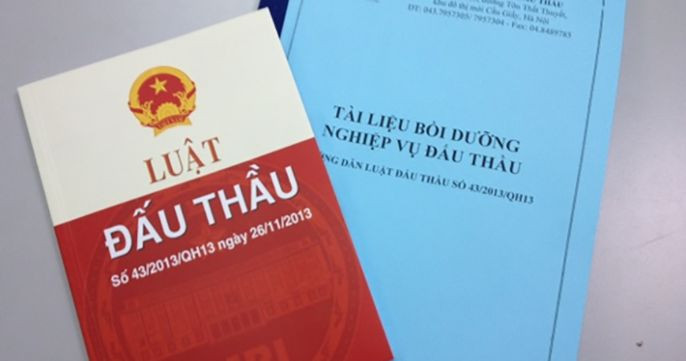 LUẬT
ĐẤU THẦU
Số 43/2013/QH13 ngày 26/11/2013
THẦU
đường Tôn Thất Thuyết,
Khu đô thị mới Cầu Giấy, Hà Nội
ĐT: 043.7957305/ 7957304 - Fax: 04.8489785
TÀI LIỆU BỒI DƯỠNG
NGHIỆP VỤ ĐẤU THẦU
DẪN LUẬT ĐẤU THẦU SỐ 43/2013/QH13